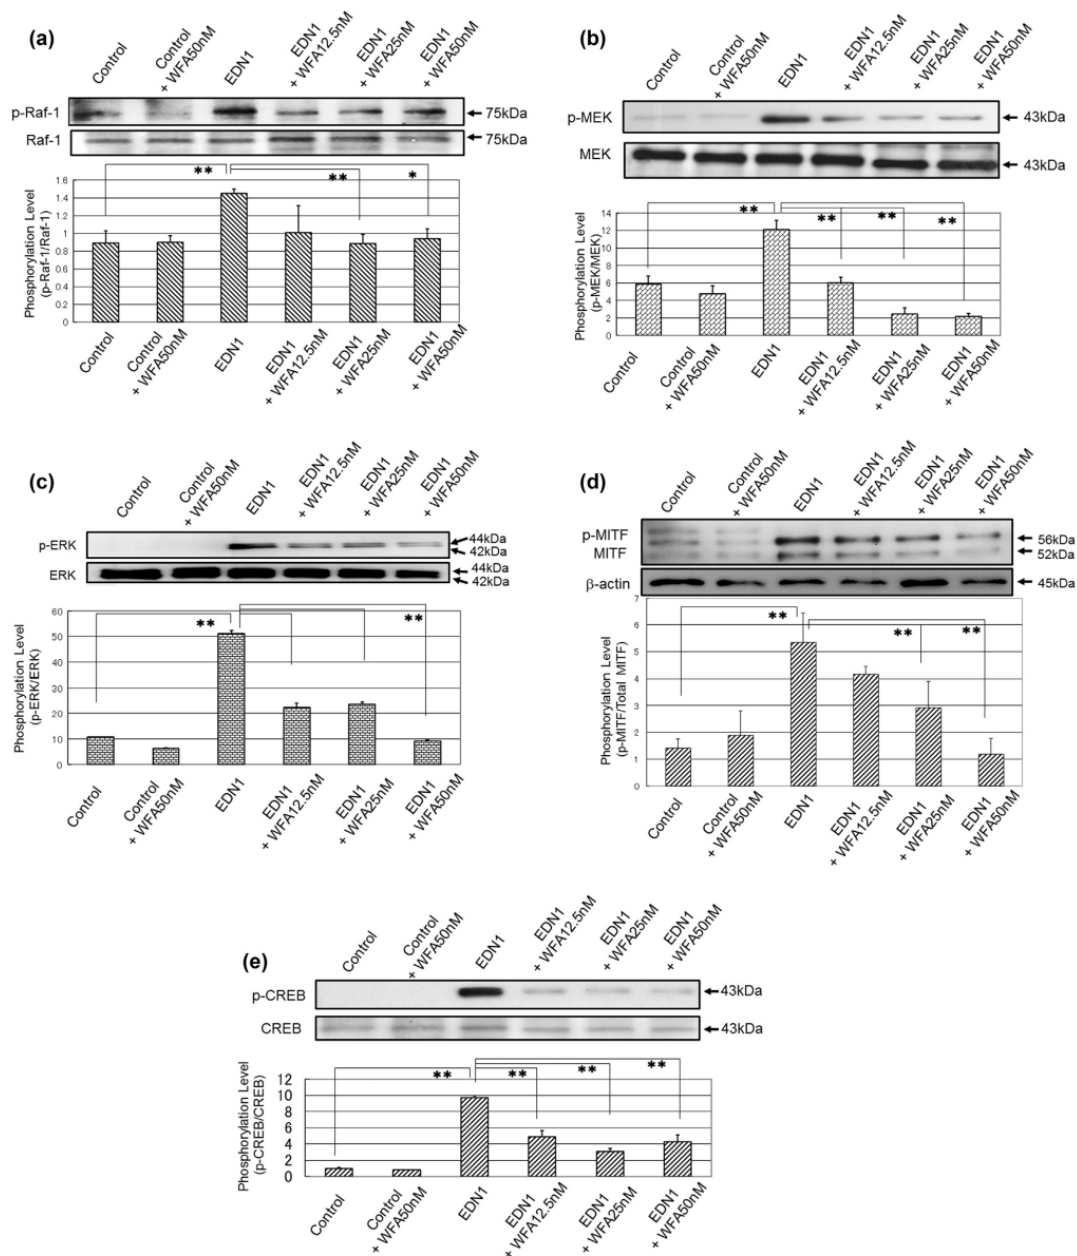 (a)
Control
Control
+ WFA50nM
EDN1
EDN1
+ WFA12.5nM
EDN1
+ WFA25nM
EDN1
+ WFA50nM
p-Raf-1
75kDa
Raf-1
75kDa
** ** *
Phosphorylation Level
(p-Raf-1/Raf-1)
1.6
1.4
1.2
1
0.8
0.6
0.4
0.2
0
Control
Control
+ WFA50nM
EDN1
EDN1
+ WFA12.5nM
EDN1
+ WFA25nM
EDN1
+ WFA50nM
(b)
Control
Control
+ WFA50nM
EDN1
EDN1
+ WFA12.5nM
EDN1
+ WFA25nM
EDN1
+ WFA50nM
p-MEK
43kDa
MEK
43kDa
** ** ** **
Phosphorylation Level
(p-MEK/MEK)
14
12
10
8
6
4
2
0
Control
Control
+ WFA50nM
EDN1
EDN1
+ WFA12.5nM
EDN1
+ WFA25nM
EDN1
+ WFA50nM
(c)
Control
Control
+ WFA50nM
EDN1
EDN1
+ WFA12.5nM
EDN1
+ WFA25nM
EDN1
+ WFA50nM
p-ERK
44kDa
42kDa
ERK
44kDa
42kDa
** **
Phosphorylation Level
(p-ERK/ERK)
60
50
40
30
20
10
0
Control
Control
+ WFA50nM
EDN1
EDN1
+ WFA12.5nM
EDN1
+ WFA25nM
EDN1
+ WFA50nM
(d)
Control
Control
+ WFA50nM
EDN1
EDN1
+ WFA12.5nM
EDN1
+ WFA25nM
EDN1
+ WFA50nM
p-MITF
56kDa
MITF
52kDa
β-actin
45kDa
** ** **
Phosphorylation Level
(p-MITF/Total MITF)
7
6
5
4
3
2
1
0
Control
Control
+ WFA50nM
EDN1
EDN1
+ WFA12.5nM
EDN1
+ WFA25nM
EDN1
+ WFA50nM
(e)
Control
Control
+ WFA50nM
EDN1
EDN1
+ WFA12.5nM
EDN1
+ WFA25nM
EDN1
+ WFA50nM
p-CREB
43kDa
CREB
43kDa
** ** ** **
Phosphorylation Level
(p-CREB/CREB)
12
10
8
6
4
2
0
Control
Control
+ WFA50nM
EDN1
EDN1
+ WFA12.5nM
EDN1
+ WFA25nM
EDN1
+ WFA50nM